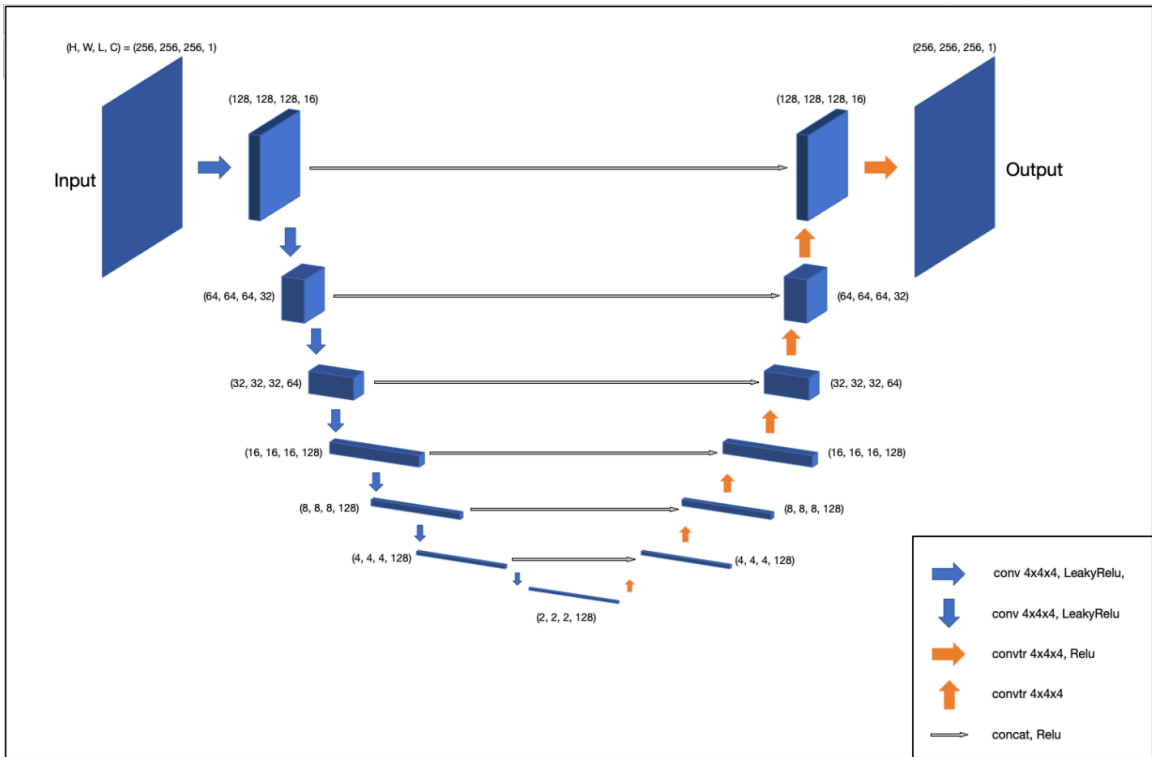 (H, W, L, C) = (256, 256, 256, 1)
(256, 256, 256, 1)
(128, 128, 128, 16)
(128, 128, 128, 16)
Input
Output
(64, 64, 64, 32)
(64, 64, 64, 32)
(32, 32, 32, 64)
(32, 32, 32, 64)
(16, 16, 16, 128)
(16, 16, 16, 128)
(8, 8, 8, 128)
(8, 8, 8, 128)
(4, 4, 4, 128)
(4, 4, 4, 128)
(2, 2, 2, 128)
conv 4x4x4, LeakyRelu,
conv 4x4x4, LeakyRelu
convtr 4x4x4, Relu
convtr 4x4x4
concat, Relu